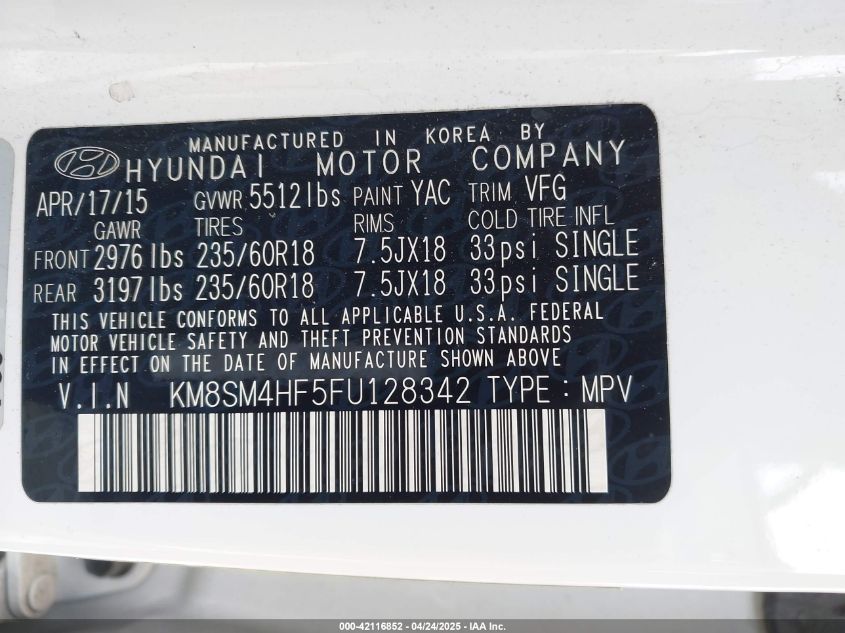 MANUFACTURED IN KOREA BY
HYUNDAI MOTOR COMPANY
APR/17/15 GVWR 5512lbs PAINT YAC TRIM VFG
GAWR TIRES RIMS COLD TIRE INFL
FRONT 2976lbs 235/60R18 7.5JX18 33psi SINGLE
REAR 3197lbs 235/60R18 7.5JX18 33psi SINGLE
THIS VEHICLE CONFORMS TO ALL APPLICABLE U.S.A. FEDERAL
MOTOR VEHICLE SAFETY AND THEFT PREVENTION STANDARDS
IN EFFECT ON THE DATE OF MANUFACTURE SHOWN ABOVE
V.I.N KM8SM4HF5FU128342 TYPE : MPV
000-42116852 - 04/24/2025 - IAA Inc.